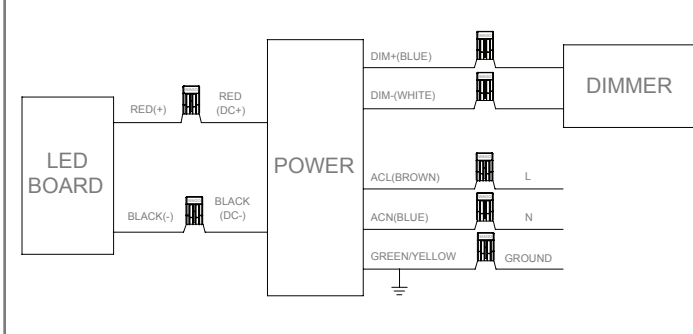 LED
BOARD
RED(+)
RED
(DC+)
BLACK(-)
BLACK
(DC-)
POWER
DIM+(BLUE)
DIM-(WHITE)
DIMMER
ACL(BROWN)
L
ACN(BLUE)
N
GREEN/YELLOW
GROUND